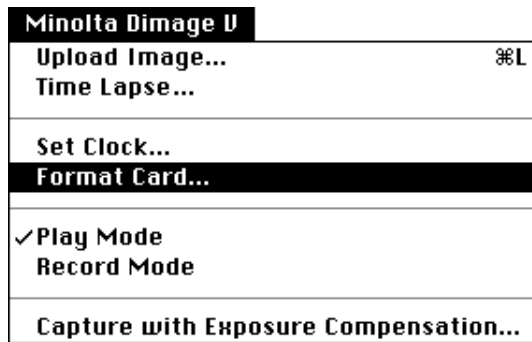 Minolta Dimage V
Upload Image... ⌘L
Time Lapse...
Set Clock...
Format Card...
✓Play Mode
Record Mode
Capture with Exposure Compensation...